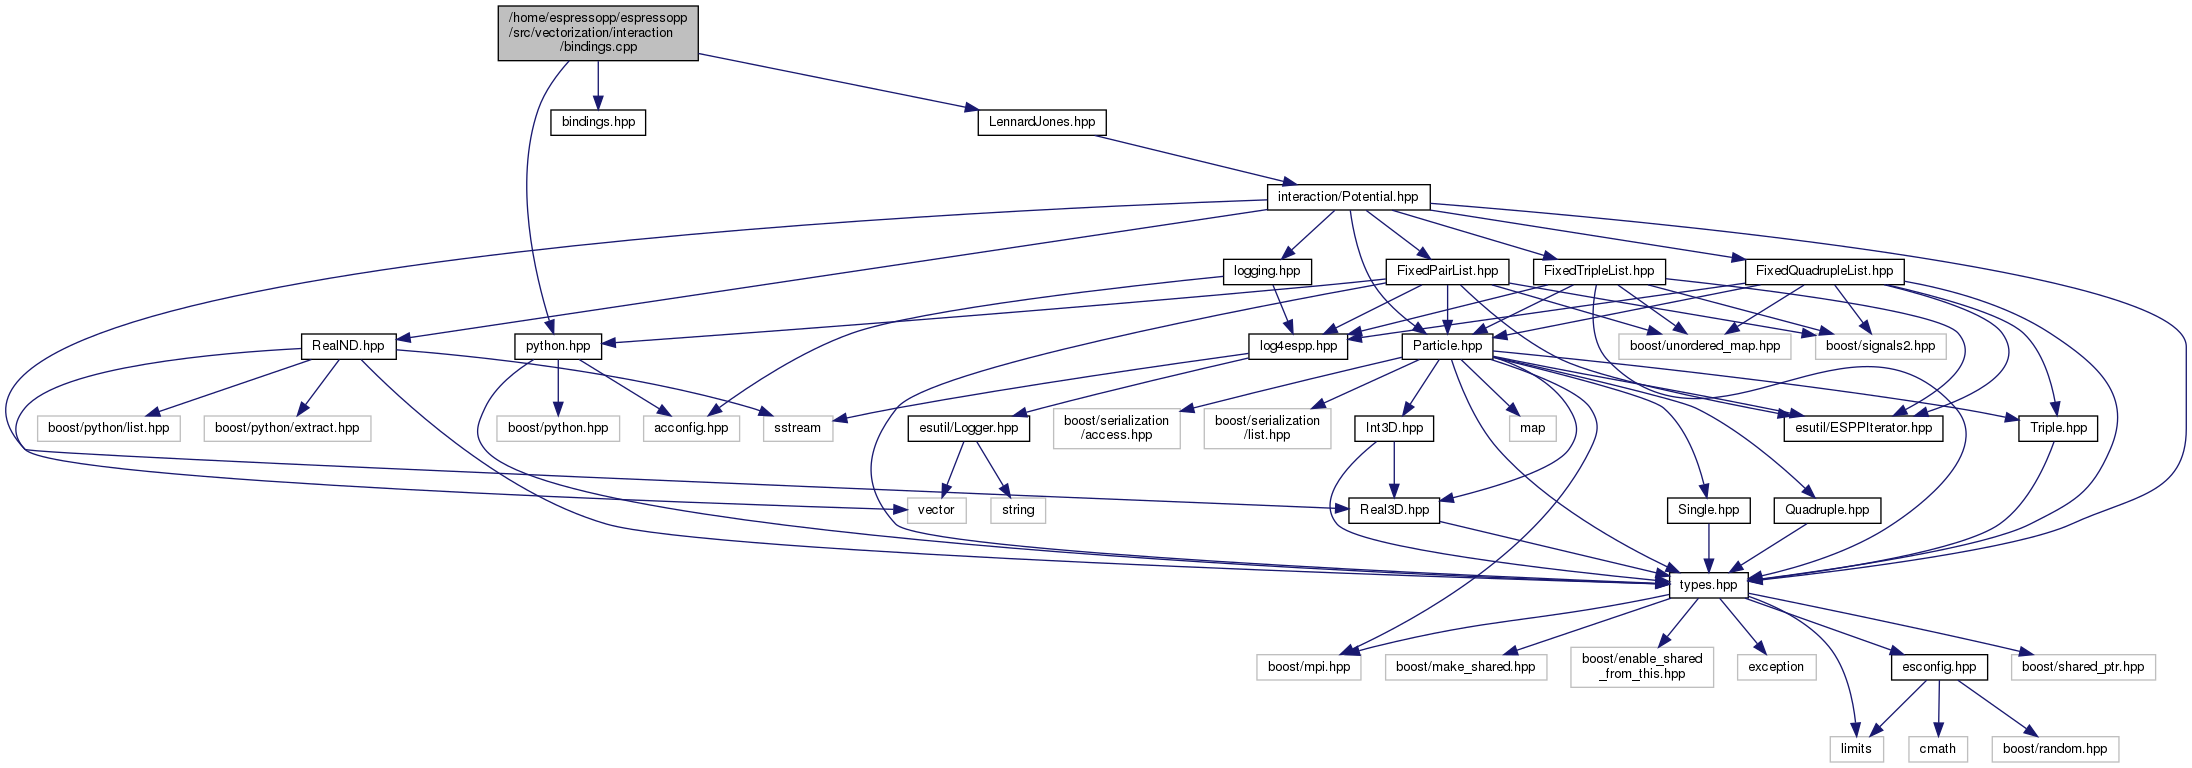 /home/espressopp/espressopp
/src/vectorization/interaction
/bindings.cpp
bindings.hpp
LennardJones.hpp
interaction/Potential.hpp
logging.hpp
FixedPairList.hpp
FixedTripleList.hpp
FixedQuadrupleList.hpp
RealND.hpp
python.hpp
log4espp.hpp
Particle.hpp
boost/unordered_map.hpp
boost/signals2.hpp
boost/python/list.hpp
boost/python/extract.hpp
boost/python.hpp
acconfig.hpp
sstream
esutil/Logger.hpp
boost/serialization
/access.hpp
boost/serialization
/list.hpp
Int3D.hpp
map
esutil/ESPPIterator.hpp
Triple.hpp
vector
string
Real3D.hpp
Single.hpp
Quadruple.hpp
types.hpp
boost/mpi.hpp
boost/make_shared.hpp
boost/enable_shared
_from_this.hpp
exception
esconfig.hpp
boost/shared_ptr.hpp
limits
cmath
boost/random.hpp